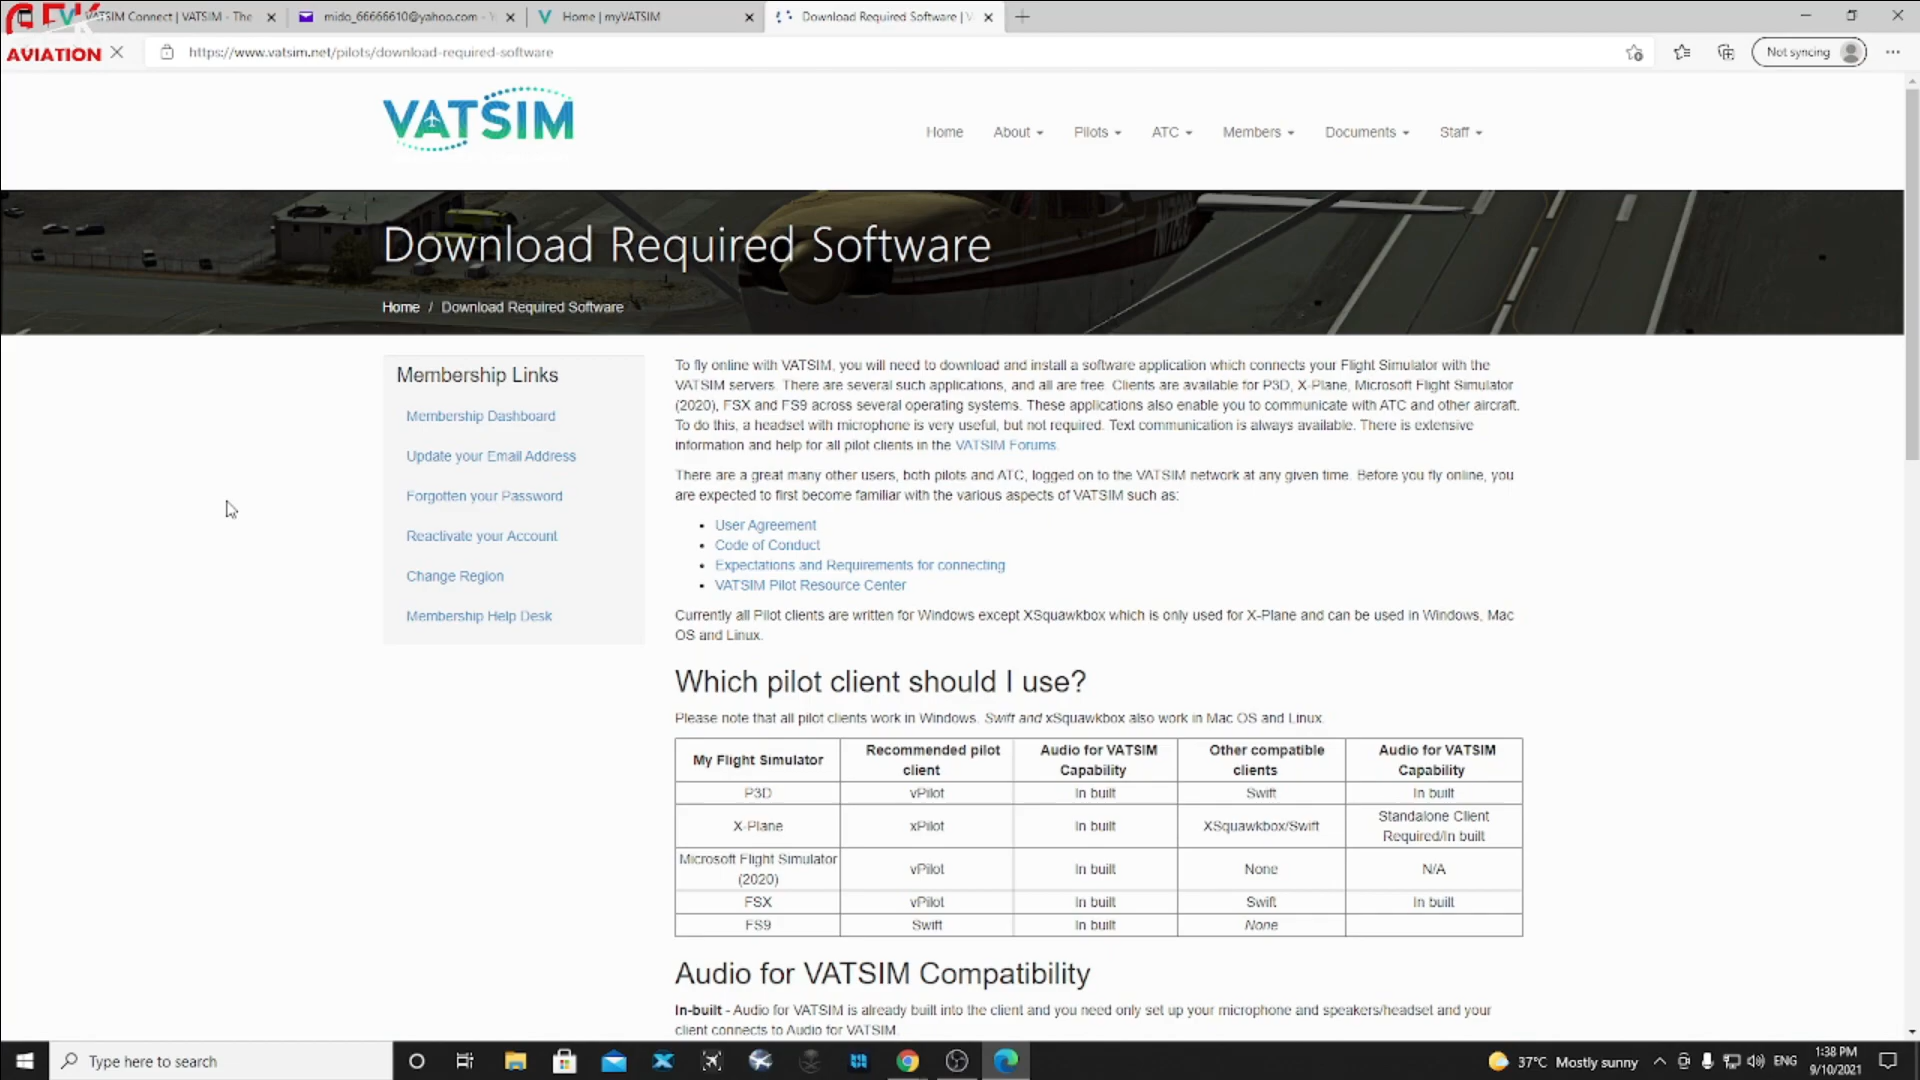 VATSIM Connect | VATSIM - The
mido_66666610@yahoo.com - Y
Home | myVATSIM
Download Required Software | V
AVIATION
https://www.vatsim.net/pilots/download-required-software
Not syncing
VATSIM
Home About Pilots ATC Members Documents Staff
Download Required Software
Home / Download Required Software
Membership Links
Membership Dashboard
Update your Email Address
Forgotten your Password
Reactivate your Account
Change Region
Membership Help Desk
To fly online with VATSIM, you will need to download and install a software application which connects your Flight Simulator with the
VATSIM servers. There are several such applications, and all are free. Clients are available for P3D, X-Plane, Microsoft Flight Simulator
(2020), FSX and FS9 across several operating systems. These applications also enable you to communicate with ATC and other aircraft.
To do this, a headset with microphone is very useful, but not required. Text communication is always available. There is extensive
information and help for all pilot clients in the VATSIM Forums.
There are a great many other users, both pilots and ATC, logged on to the VATSIM network at any given time. Before you fly online, you
are expected to first become familiar with the various aspects of VATSIM such as:
• User Agreement
• Code of Conduct
• Expectations and Requirements for connecting
• VATSIM Pilot Resource Center
Currently all Pilot clients are written for Windows except XSquawkbox which is only used for X-Plane and can be used in Windows, Mac
OS and Linux.
Which pilot client should I use?
Please note that all pilot clients work in Windows. Swift and xSquawkbox also work in Mac OS and Linux.
My Flight Simulator Recommended pilot client Audio for VATSIM Capability Other compatible clients Audio for VATSIM Capability
P3D vPilot In built Swift In built
X-Plane xPilot In built XSquawkbox/Swift Standalone Client Required/In built
Microsoft Flight Simulator (2020) vPilot In built None N/A
FSX vPilot In built Swift In built
FS9 Swift In built None
Audio for VATSIM Compatibility
In-built - Audio for VATSIM is already built into the client and you need only set up your microphone and speakers/headset and your
client connects to Audio for VATSIM.
Type here to search
37°C Mostly sunny
ENG
1:38 PM
9/10/2021